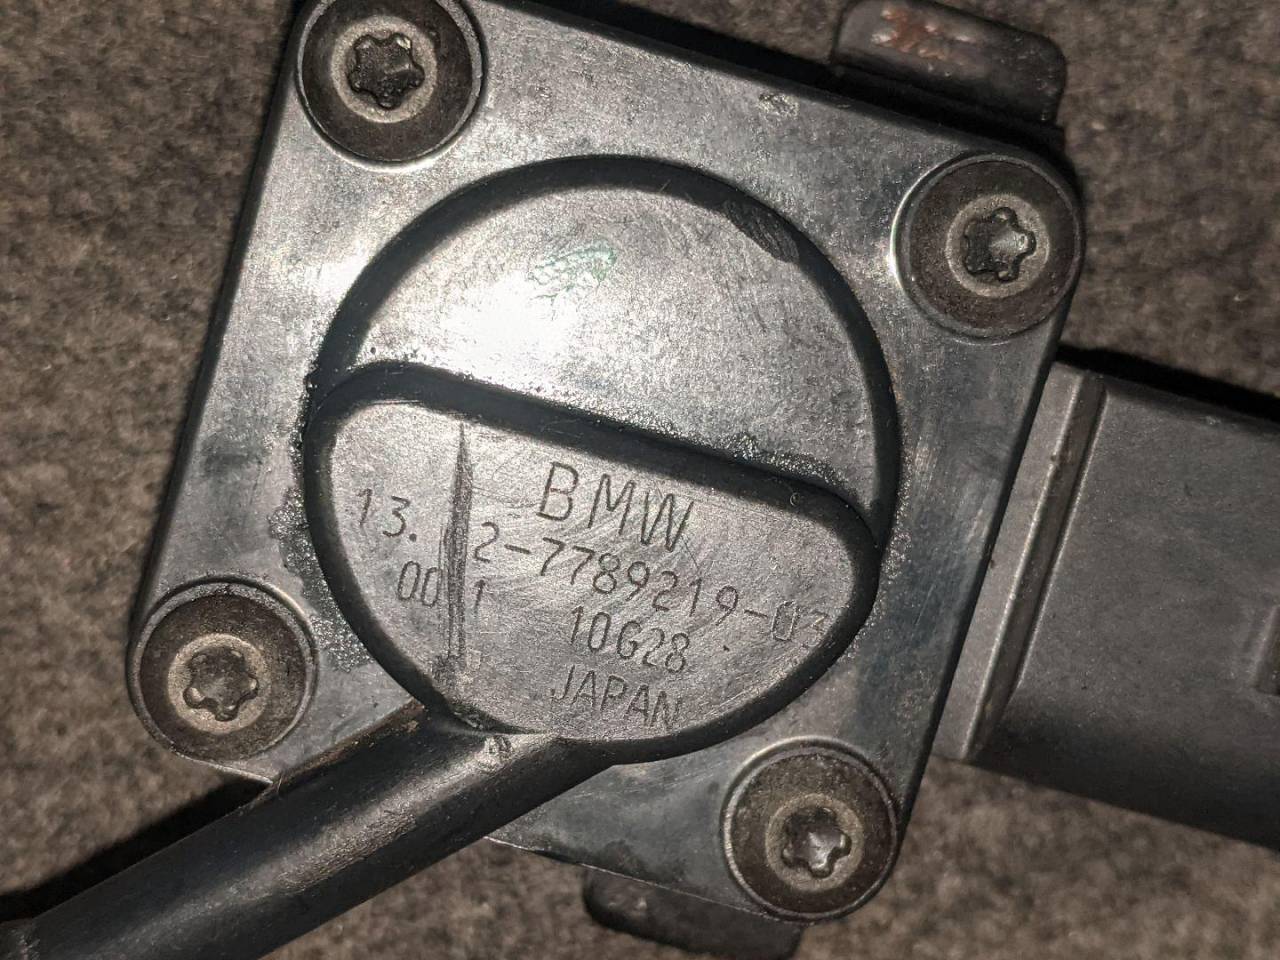 BMW
13. 2-7789219-03
00 1 10G28
JAPAN